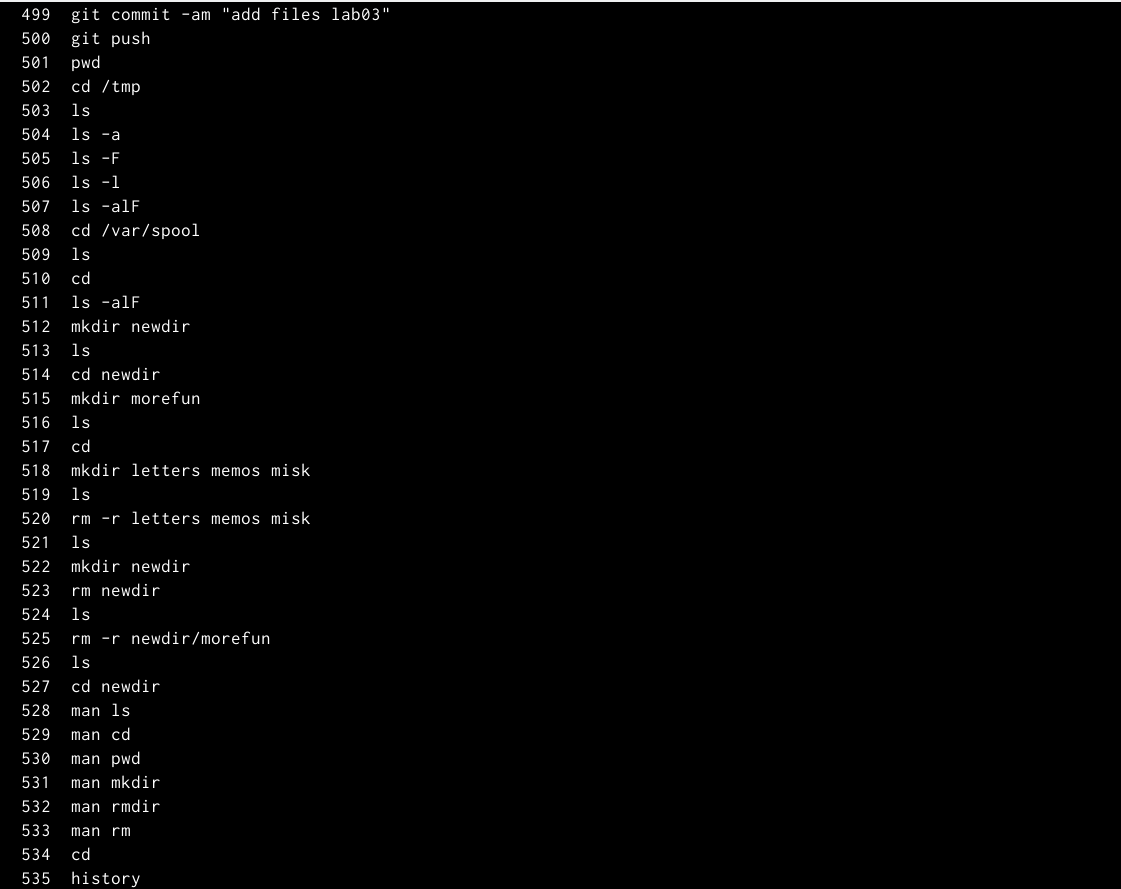 499 git commit -am "add files lab03"
500 git push
501 pwd
502 cd /tmp
503 ls
504 ls -a
505 ls -F
506 ls -l
507 ls -alF
508 cd /var/spool
509 ls
510 cd
511 ls -alF
512 mkdir newdir
513 ls
514 cd newdir
515 mkdir morefun
516 ls
517 cd
518 mkdir letters memos misk
519 ls
520 rm -r letters memos misk
521 ls
522 mkdir newdir
523 rm newdir
524 ls
525 rm -r newdir/morefun
526 ls
527 cd newdir
528 man ls
529 man cd
530 man pwd
531 man mkdir
532 man rmdir
533 man rm
534 cd
535 history